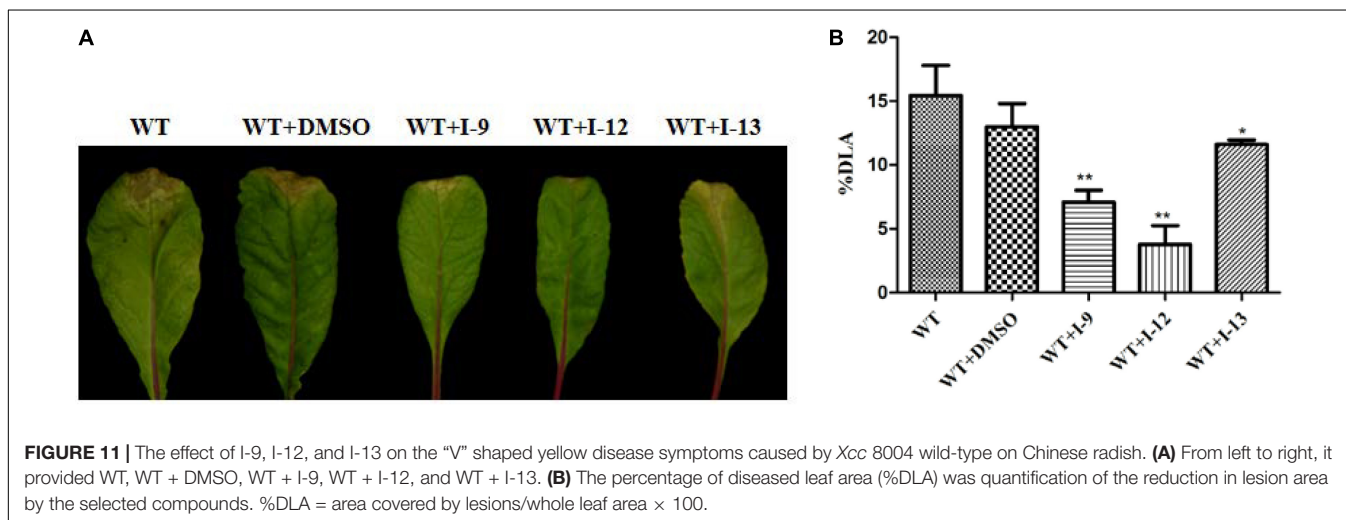 A
WT WT+DMSO WT+I-9 WT+I-12 WT+I-13
B
20
15
10
5
0
%DLA
**
**
*
WT
WT+DMSO
WT+I-9
WT+I-12
WT+I-13
FIGURE 11 | The effect of I-9, I-12, and I-13 on the “V” shaped yellow disease symptoms caused by Xcc 8004 wild-type on Chinese radish. (A) From left to right, it
provided WT, WT + DMSO, WT + I-9, WT + I-12, and WT + I-13. (B) The percentage of diseased leaf area (%DLA) was quantification of the reduction in lesion area
by the selected compounds. %DLA = area covered by lesions/whole leaf area × 100.